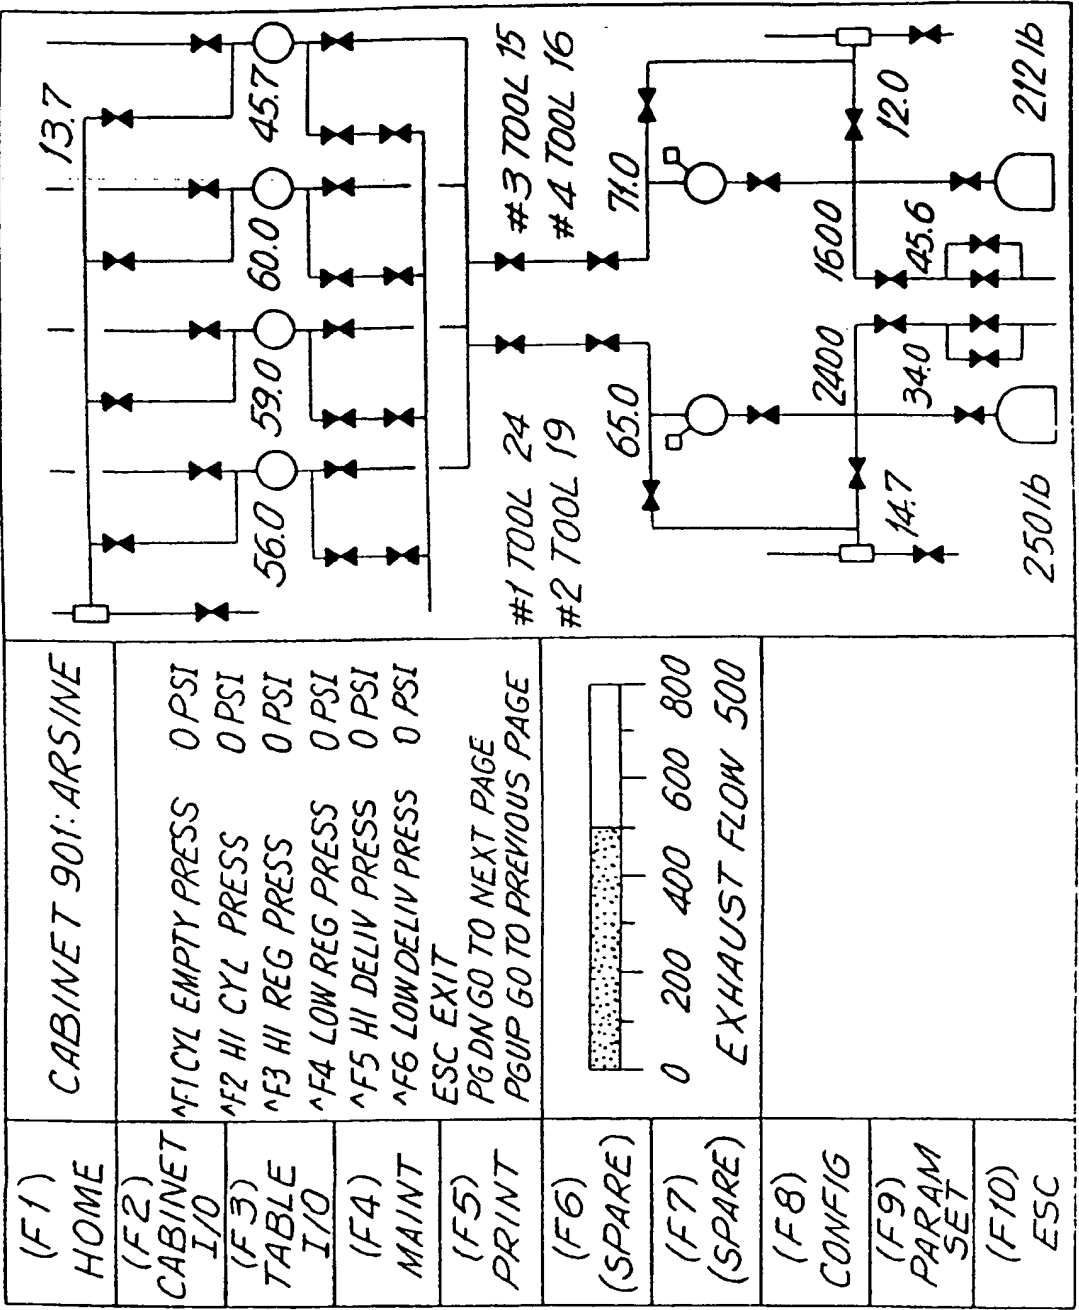 (F1)
HOME
(F2)
CABINET
I/O
(F3)
TABLE
I/O
(F4)
MAINT
(F5)
PRINT
(F6)
(SPARE)
(F7)
(SPARE)
(F8)
CONFIG
(F9)
PARAM
SET
(F10)
ESC
CABINET 901: ARSINE
^F1 CYL EMPTY PRESS 0 PSI
^F2 HI CYL PRESS 0 PSI
^F3 HI REG PRESS 0 PSI
^F4 LOW REG PRESS 0 PSI
^F5 HI DELIV PRESS 0 PSI
^F6 LOW DELIV PRESS 0 PSI
ESC EXIT
PG DN GO TO NEXT PAGE
PGUP GO TO PREVIOUS PAGE
0 200 400 600 800
EXHAUST FLOW 500
13.7
56.0 59.0 60.0 45.7
#1 TOOL 24 #3 TOOL 15
#2 TOOL 19 #4 TOOL 16
65.0 71.0
2400 1600
14.7 34.0 45.6 12.0
250 lb 212 lb